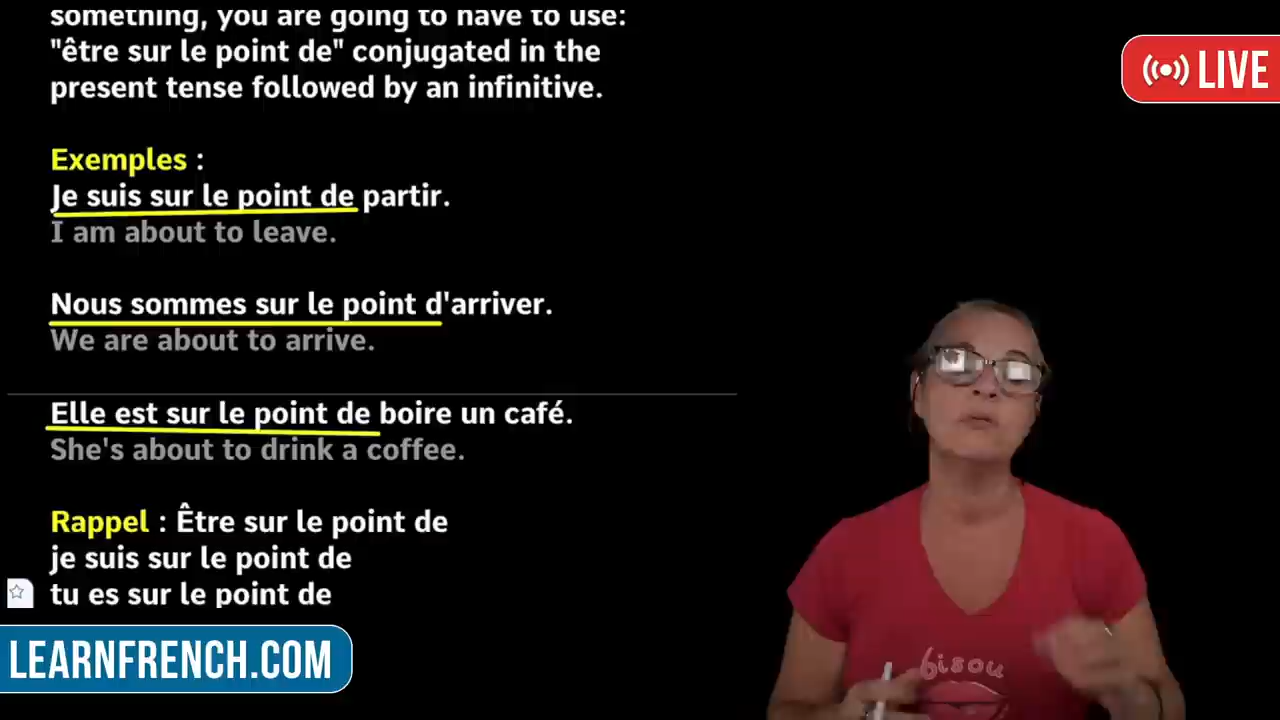 something, you are going to have to use:
"être sur le point de" conjugated in the
present tense followed by an infinitive.
Exemples :
Je suis sur le point de partir.
I am about to leave.
Nous sommes sur le point d'arriver.
We are about to arrive.
Elle est sur le point de boire un café.
She's about to drink a coffee.
Rappel : Être sur le point de
je suis sur le point de
tu es sur le point de
LIVE
LEARNFRENCH.COM
bisou